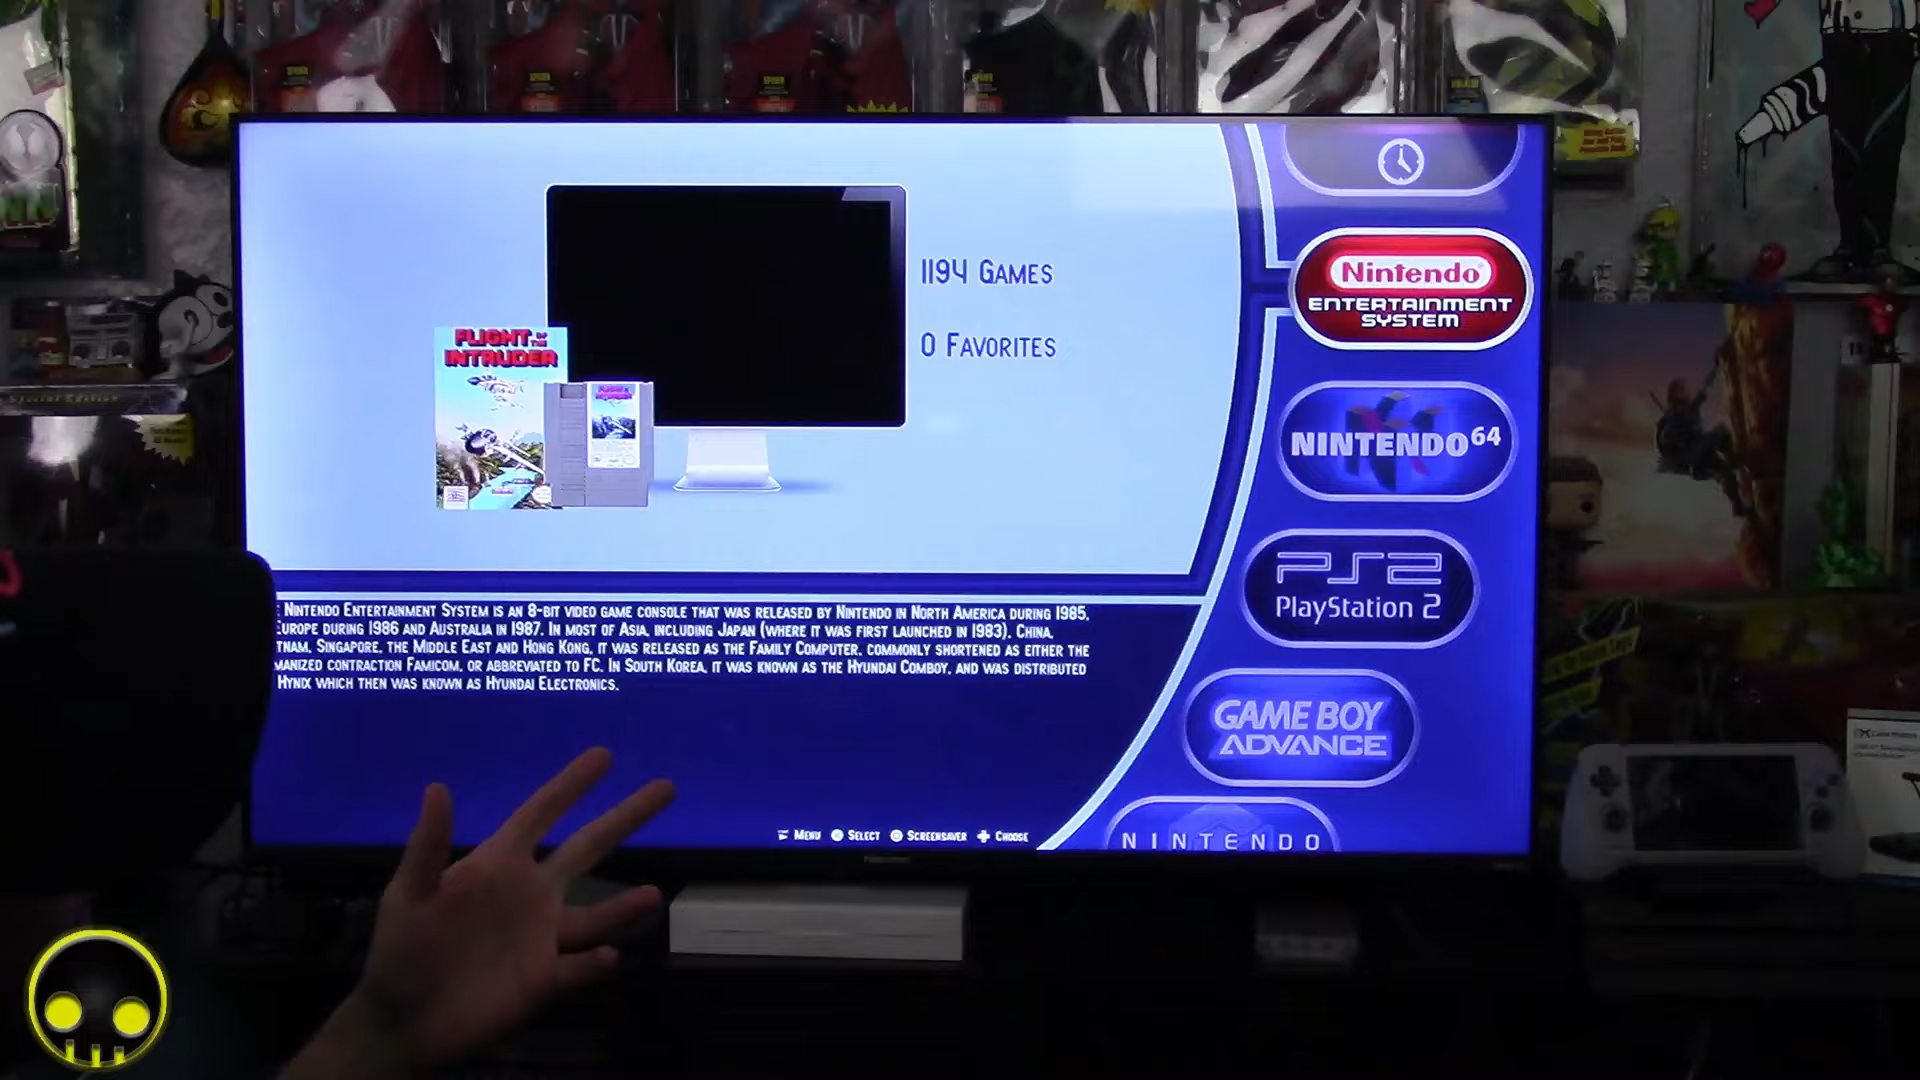 Nintendo
ENTERTAINMENT
SYSTEM
1194 GAMES
0 FAVORITES
FLIGHT OF THE
INTRUDER
NINTENDO64
PS2
PlayStation 2
GAME BOY
ADVANCE
NINTENDO
NINTENDO ENTERTAINMENT SYSTEM IS AN 8-BIT VIDEO GAME CONSOLE THAT WAS RELEASED BY NINTENDO IN NORTH AMERICA DURING 1985,
EUROPE DURING 1986 AND AUSTRALIA IN 1987. IN MOST OF ASIA, INCLUDING JAPAN (WHERE IT WAS FIRST LAUNCHED IN 1983), CHINA,
TNAM, SINGAPORE, THE MIDDLE EAST AND HONG KONG, IT WAS RELEASED AS THE FAMILY COMPUTER, COMMONLY SHORTENED AS EITHER THE
MANIZED CONTRACTION FAMICOM, OR ABBREVIATED TO FC. IN SOUTH KOREA, IT WAS KNOWN AS THE HYUNDAI COMBOY, AND WAS DISTRIBUTED
HYNIX WHICH THEN WAS KNOWN AS HYUNDAI ELECTRONICS.
MENU SELECT SCREENSAVER CHOOSE
Special Edition